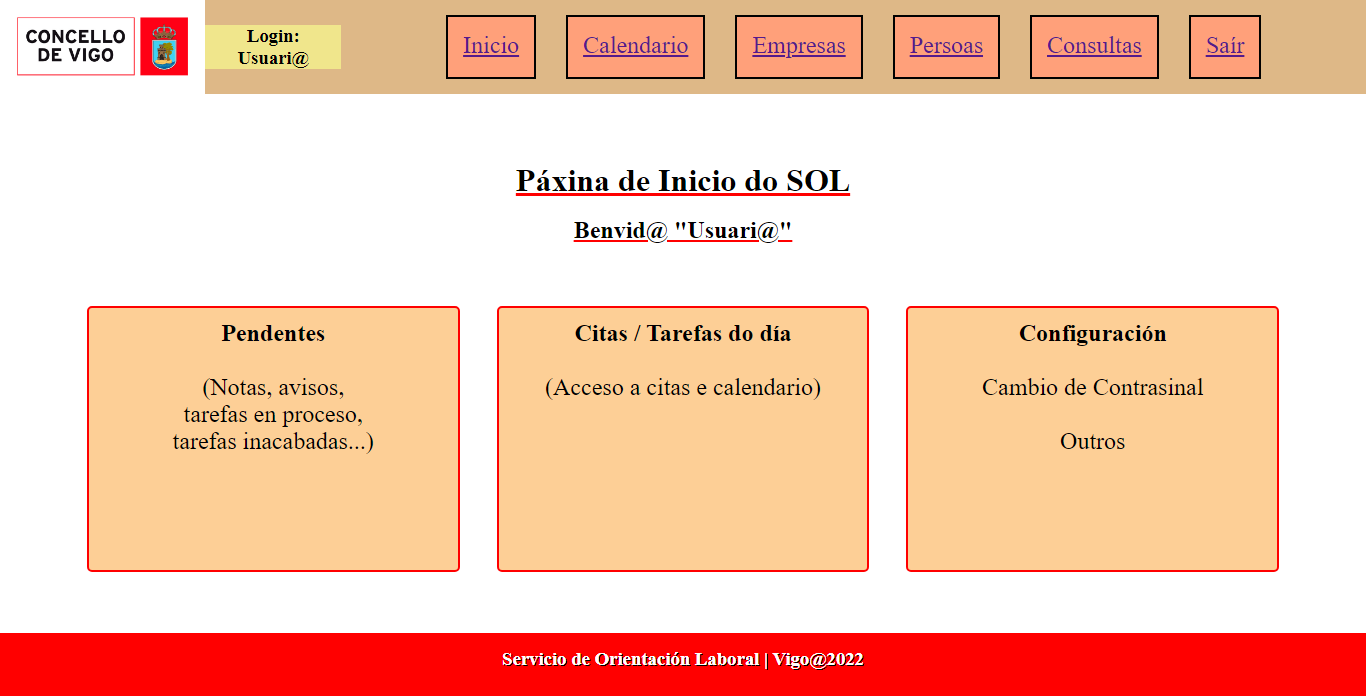 CONCELLO
DE VIGO
Login:
Usuari@
Inicio
Calendario
Empresas
Persoas
Consultas
Saír
Páxina de Inicio do SOL
Benvid@ "Usuari@"
Pendentes
(Notas, avisos,
tarefas en proceso,
tarefas inacabadas...)
Citas / Tarefas do día
(Acceso a citas e calendario)
Configuración
Cambio de Contrasinal
Outros
Servicio de Orientación Laboral | Vigo@2022